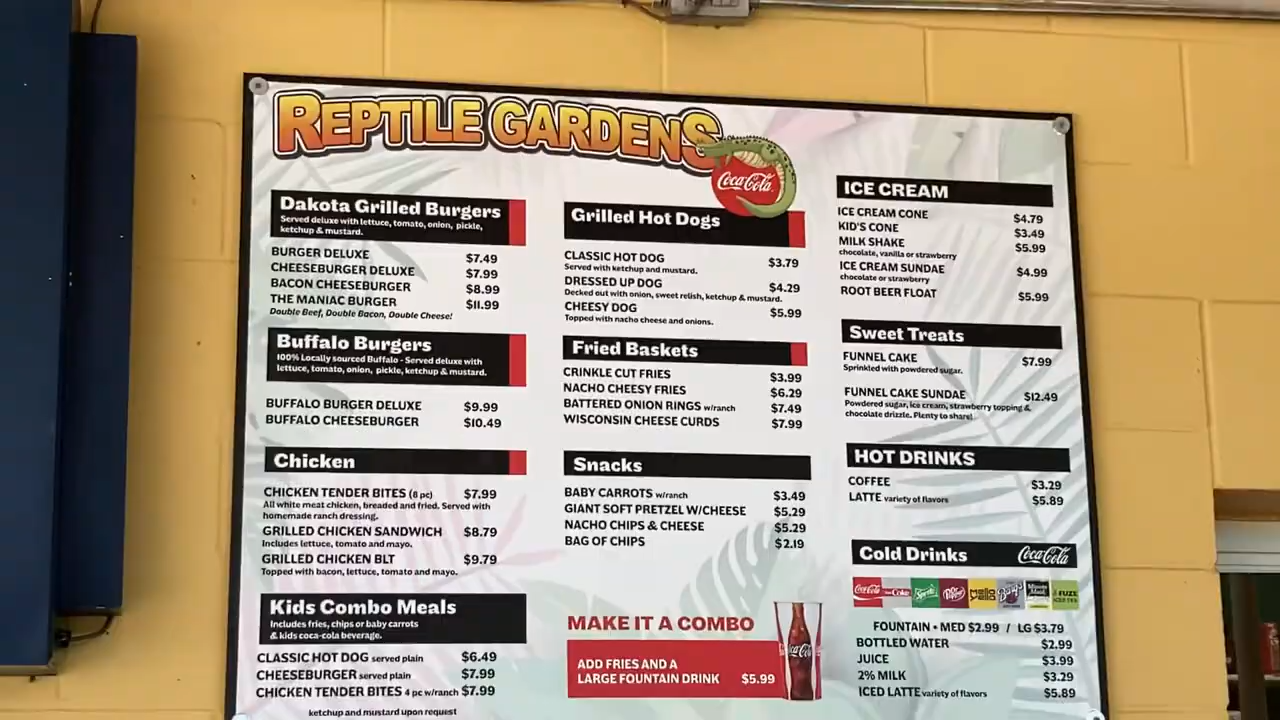 REPTILE GARDENS
Coca-Cola
Dakota Grilled Burgers
Served deluxe with lettuce, tomato, onion, pickle,
ketchup & mustard.
BURGER DELUXE $7.49
CHEESEBURGER DELUXE $7.99
BACON CHEESEBURGER $8.99
THE MANIAC BURGER $11.99
Double Beef, Double Bacon, Double Cheese!
Buffalo Burgers
100% Locally sourced Buffalo - Served deluxe with
lettuce, tomato, onion, pickle, ketchup & mustard.
BUFFALO BURGER DELUXE $9.99
BUFFALO CHEESEBURGER $10.49
Chicken
CHICKEN TENDER BITES (8 pc) $7.99
All white meat chicken, breaded and fried. Served with
homemade ranch dressing.
GRILLED CHICKEN SANDWICH $8.79
Includes lettuce, tomato and mayo.
GRILLED CHICKEN BLT $9.79
Topped with bacon, lettuce, tomato and mayo.
Kids Combo Meals
Includes fries, chips or baby carrots
& kids coca-cola beverage.
CLASSIC HOT DOG served plain $6.49
CHEESEBURGER served plain $7.99
CHICKEN TENDER BITES 4 pc w/ranch $7.99
ketchup and mustard upon request
Grilled Hot Dogs
CLASSIC HOT DOG $3.79
Served with ketchup and mustard.
DRESSED UP DOG $4.29
Decked out with onion, sweet relish, ketchup & mustard.
CHEESY DOG $5.99
Topped with nacho cheese and onions.
Fried Baskets
CRINKLE CUT FRIES $3.99
NACHO CHEESY FRIES $6.29
BATTERED ONION RINGS w/ranch $7.49
WISCONSIN CHEESE CURDS $7.99
Snacks
BABY CARROTS w/ranch $3.49
GIANT SOFT PRETZEL W/CHEESE $5.29
NACHO CHIPS & CHEESE $5.29
BAG OF CHIPS $2.19
MAKE IT A COMBO
ADD FRIES AND A
LARGE FOUNTAIN DRINK $5.99
Coca-Cola
ICE CREAM
ICE CREAM CONE $4.79
KID'S CONE $3.49
MILK SHAKE $5.99
chocolate, vanilla or strawberry
ICE CREAM SUNDAE $4.99
chocolate or strawberry
ROOT BEER FLOAT $5.99
Sweet Treats
FUNNEL CAKE $7.99
Sprinkled with powdered sugar.
FUNNEL CAKE SUNDAE $12.49
Powdered sugar, ice cream, strawberry topping &
chocolate drizzle. Plenty to share!
HOT DRINKS
COFFEE $3.29
LATTE variety of flavors $5.89
Cold Drinks Coca-Cola
Coca-Cola Coke Sprite Dr Pepper Mello Yello Barq's Minute Maid FUZE
FOUNTAIN • MED $2.99 / LG $3.79
BOTTLED WATER $2.99
JUICE $3.99
2% MILK $3.29
ICED LATTE variety of flavors $5.89